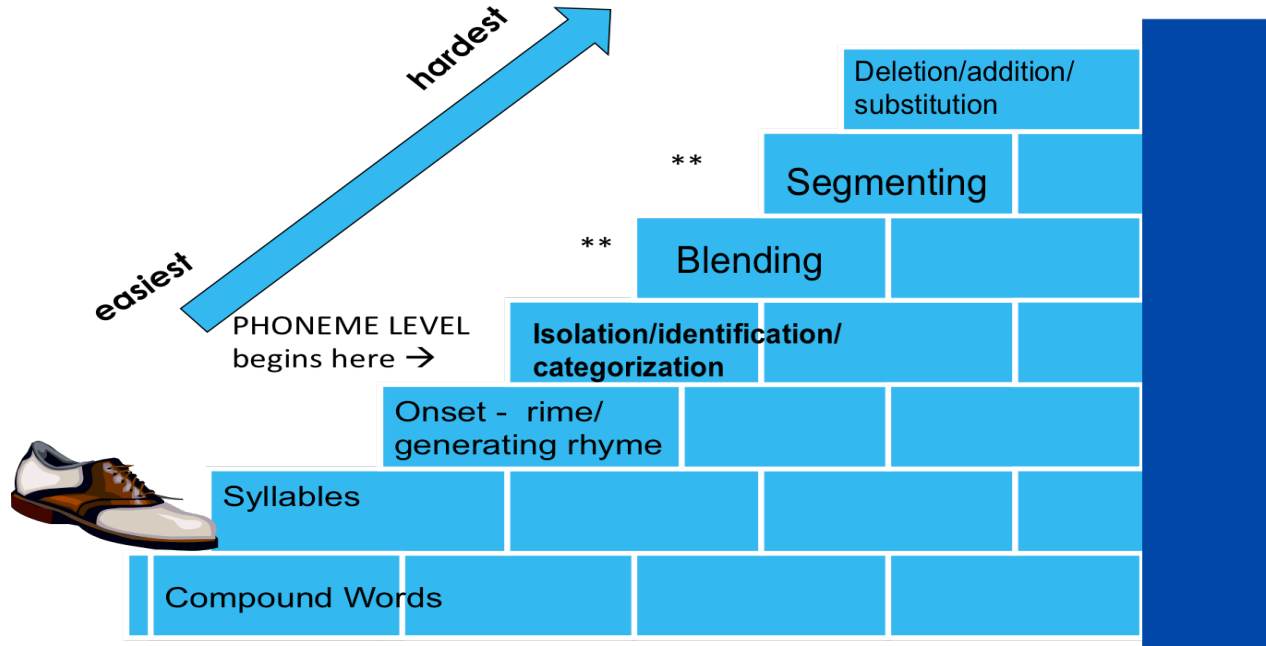 hardest
Deletion/addition/
substitution
**
Segmenting
**
Blending
easiest
PHONEME LEVEL
begins here →
Isolation/identification/
categorization
Onset - rime/
generating rhyme
Syllables
Compound Words